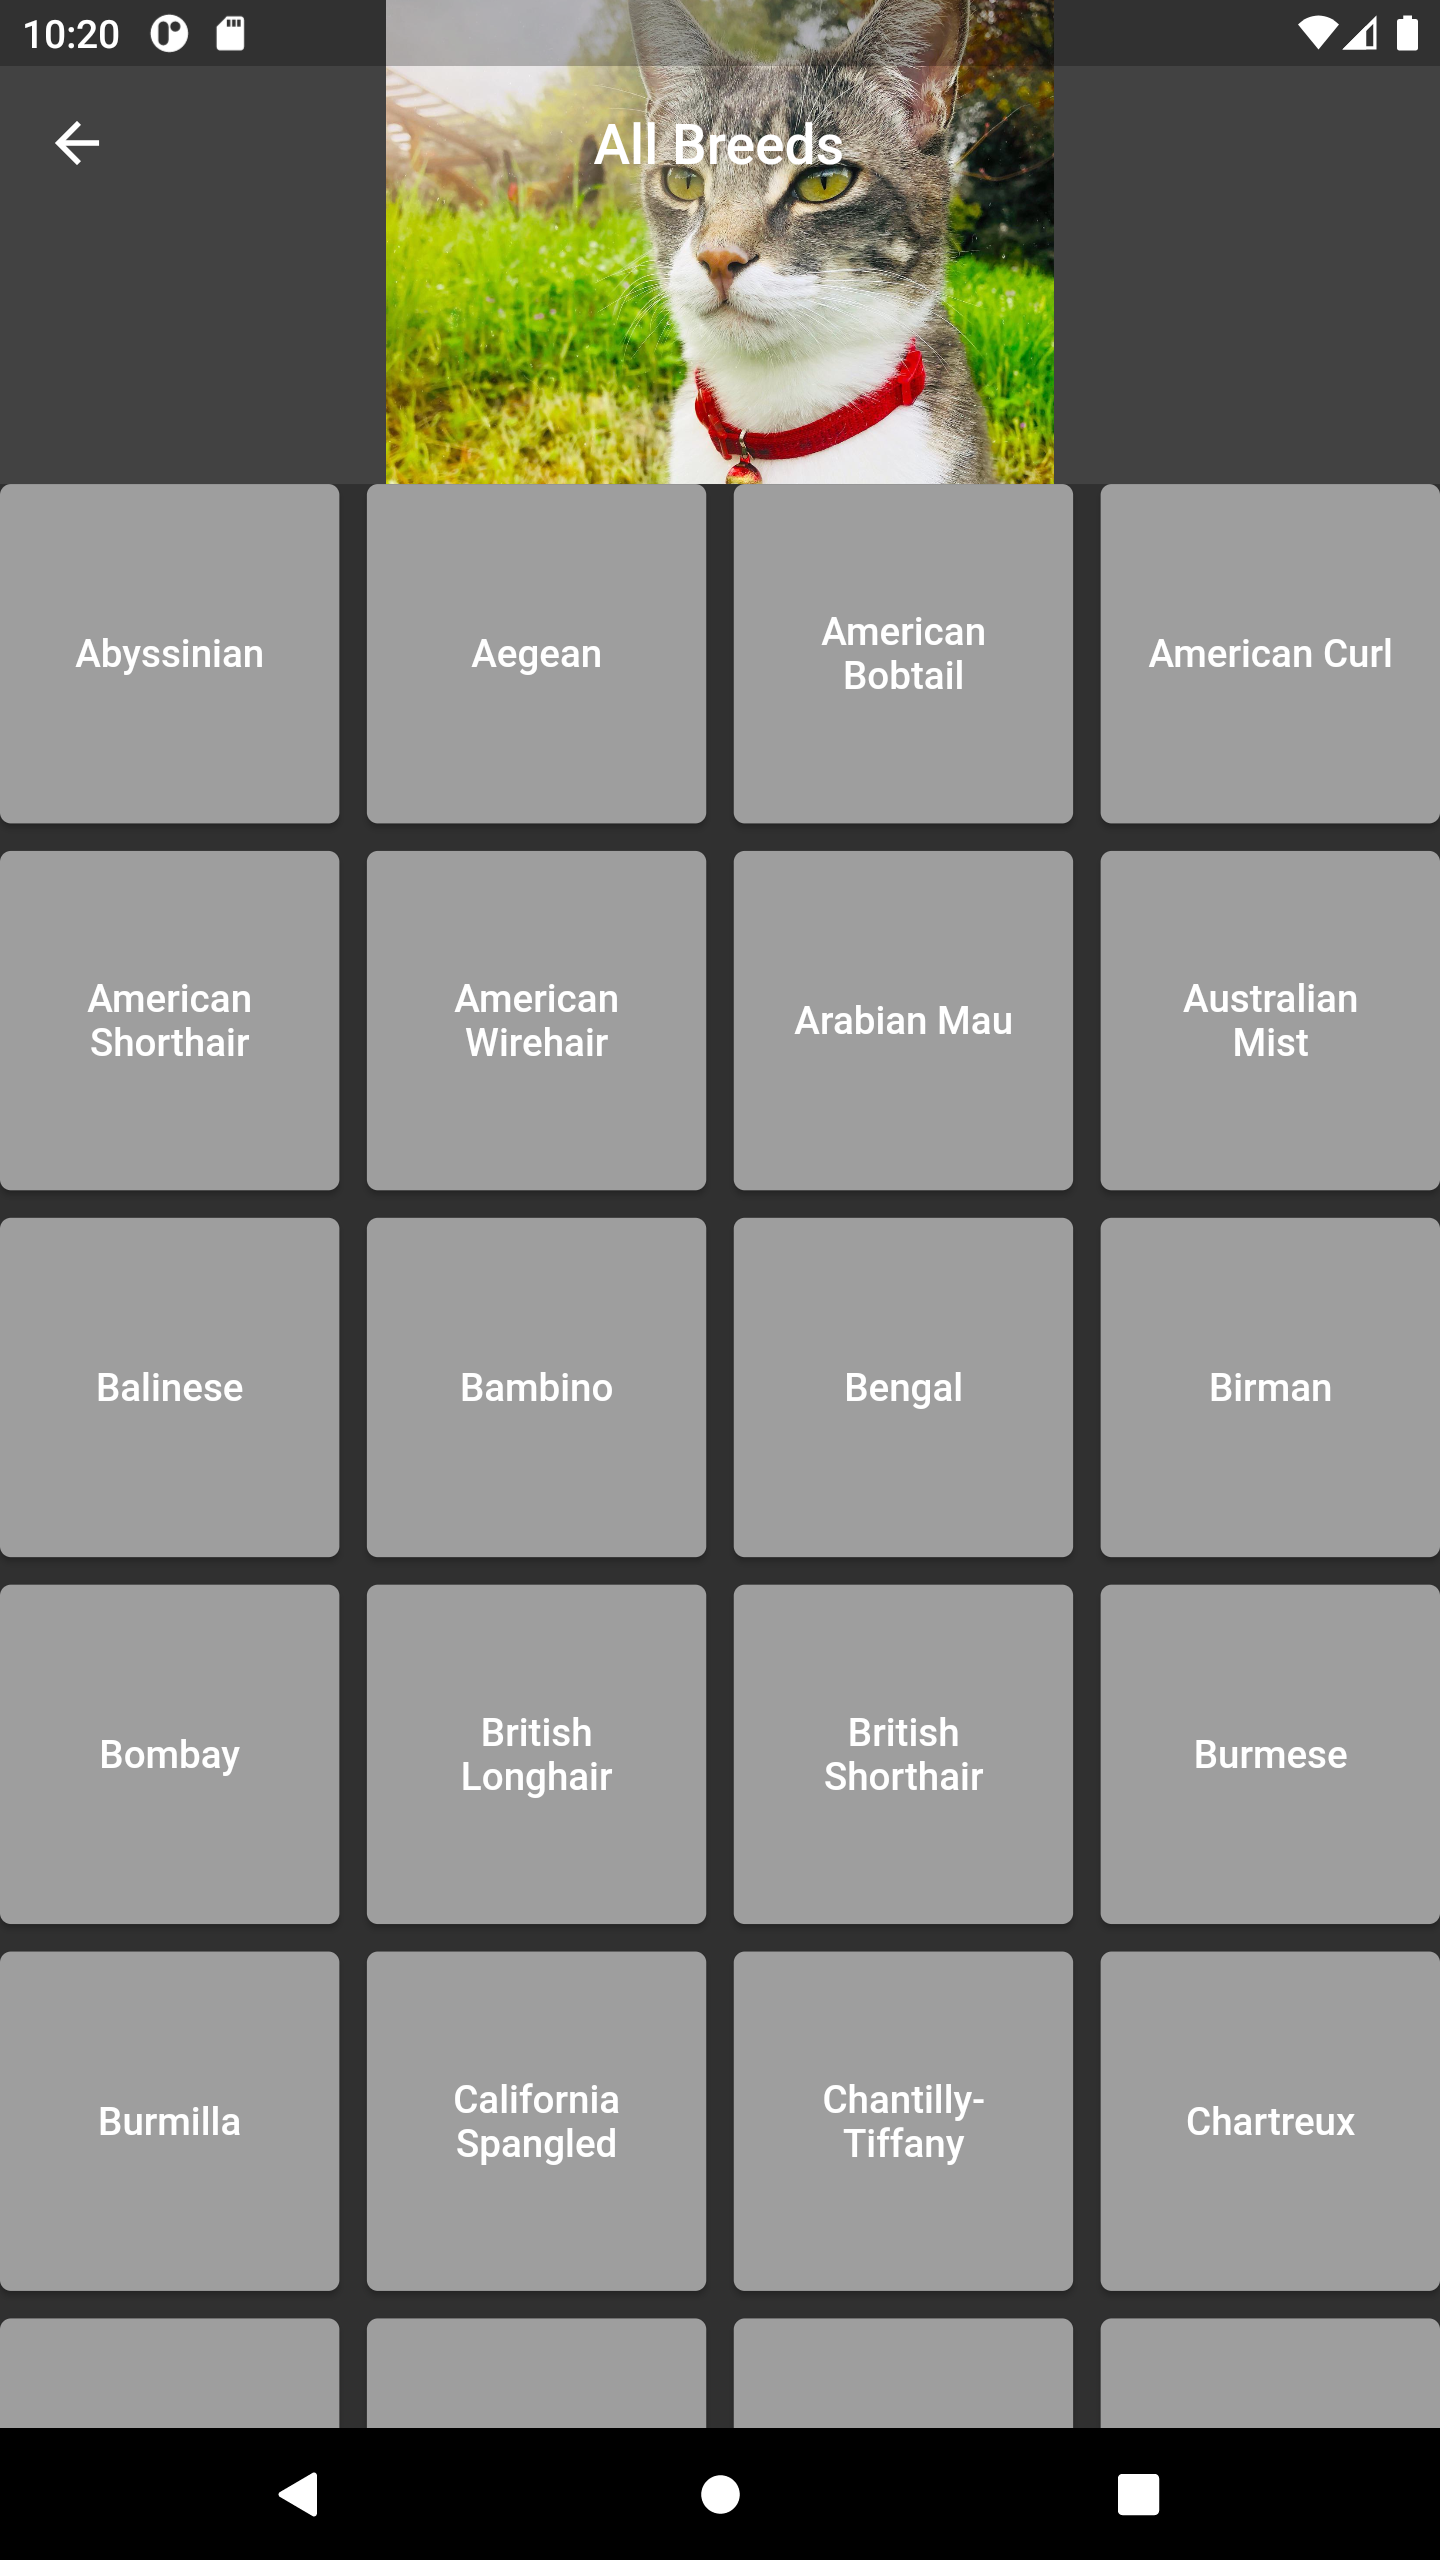 10:20
All Breeds
Abyssinian
Aegean
American
Bobtail
American Curl
American
Shorthair
American
Wirehair
Arabian Mau
Australian
Mist
Balinese
Bambino
Bengal
Birman
Bombay
British
Longhair
British
Shorthair
Burmese
Burmilla
California
Spangled
Chantilly-
Tiffany
Chartreux